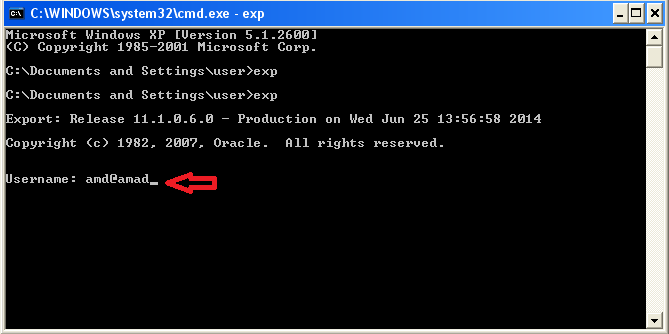 C:\WINDOWS\system32\cmd.exe - exp
Microsoft Windows XP [Version 5.1.2600]
(C) Copyright 1985-2001 Microsoft Corp.
C:\Documents and Settings\user>exp
C:\Documents and Settings\user>exp
Export: Release 11.1.0.6.0 - Production on Wed Jun 25 13:56:58 2014
Copyright (c) 1982, 2007, Oracle.  All rights reserved.
Username: amd@amad_